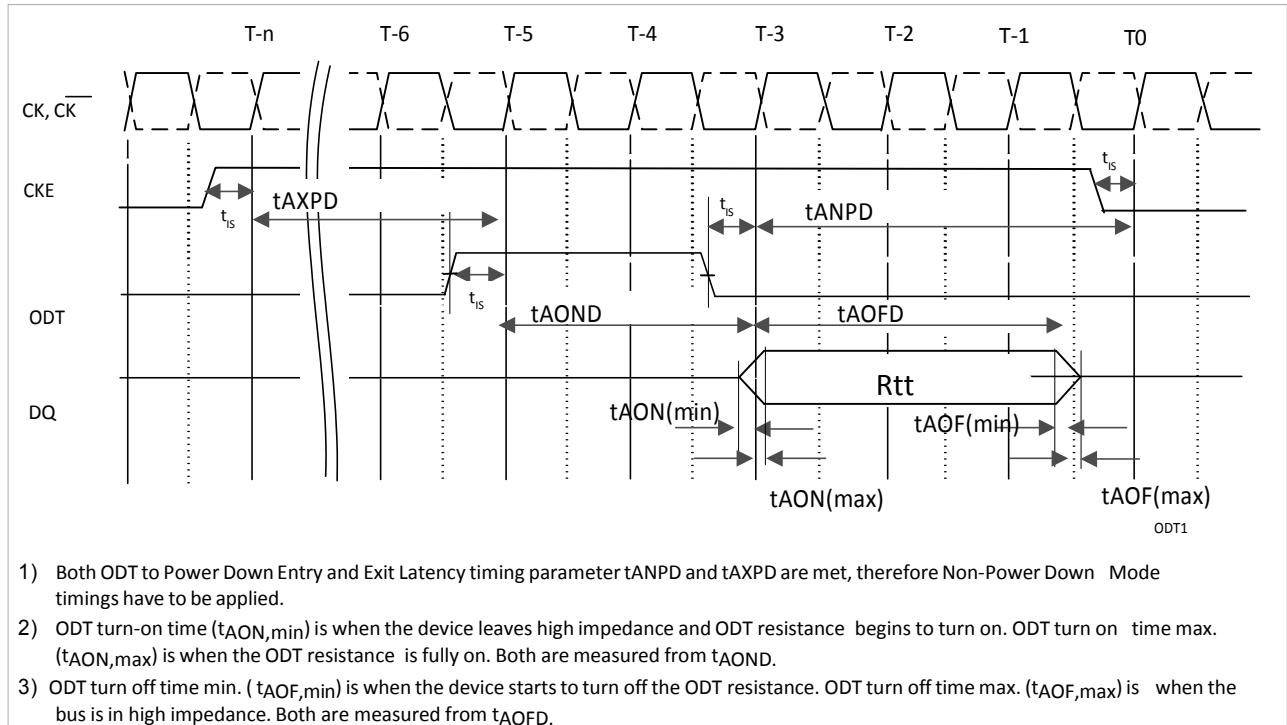 T-n T-6 T-5 T-4 T-3 T-2 T-1 T0
CK, CK
CKE
tIS
tIS
tAXPD
tIS
tANPD
tIS
ODT
tAOND
tAOFD
Rtt
DQ
tAON(min)
tAOF(min)
tAON(max)
tAOF(max)
ODT1
1) Both ODT to Power Down Entry and Exit Latency timing parameter tANPD and tAXPD are met, therefore Non-Power Down Mode
timings have to be applied.
2) ODT turn-on time (tAON,min) is when the device leaves high impedance and ODT resistance begins to turn on. ODT turn on time max.
(tAON,max) is when the ODT resistance is fully on. Both are measured from tAOND.
3) ODT turn off time min. ( tAOF,min) is when the device starts to turn off the ODT resistance. ODT turn off time max. (tAOF,max) is when the
bus is in high impedance. Both are measured from tAOFD.